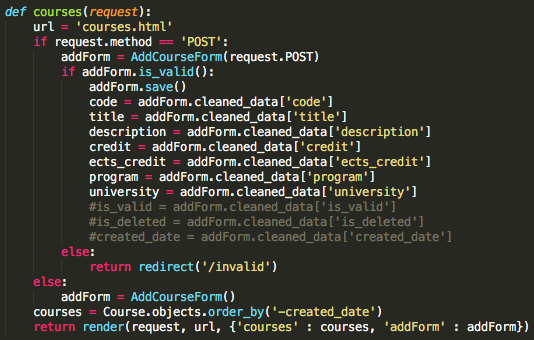 def courses(request):
    url = 'courses.html'
    if request.method == 'POST':
        addForm = AddCourseForm(request.POST)
        if addForm.is_valid():
            addForm.save()
            code = addForm.cleaned_data['code']
            title = addForm.cleaned_data['title']
            description = addForm.cleaned_data['description']
            credit = addForm.cleaned_data['credit']
            ects_credit = addForm.cleaned_data['ects_credit']
            program = addForm.cleaned_data['program']
            university = addForm.cleaned_data['university']
            #is_valid = addForm.cleaned_data['is_valid']
            #is_deleted = addForm.cleaned_data['is_deleted']
            #created_date = addForm.cleaned_data['created_date']
        else:
            return redirect('/invalid')
    else:
        addForm = AddCourseForm()
    courses = Course.objects.order_by('-created_date')
    return render(request, url, {'courses' : courses, 'addForm' : addForm})